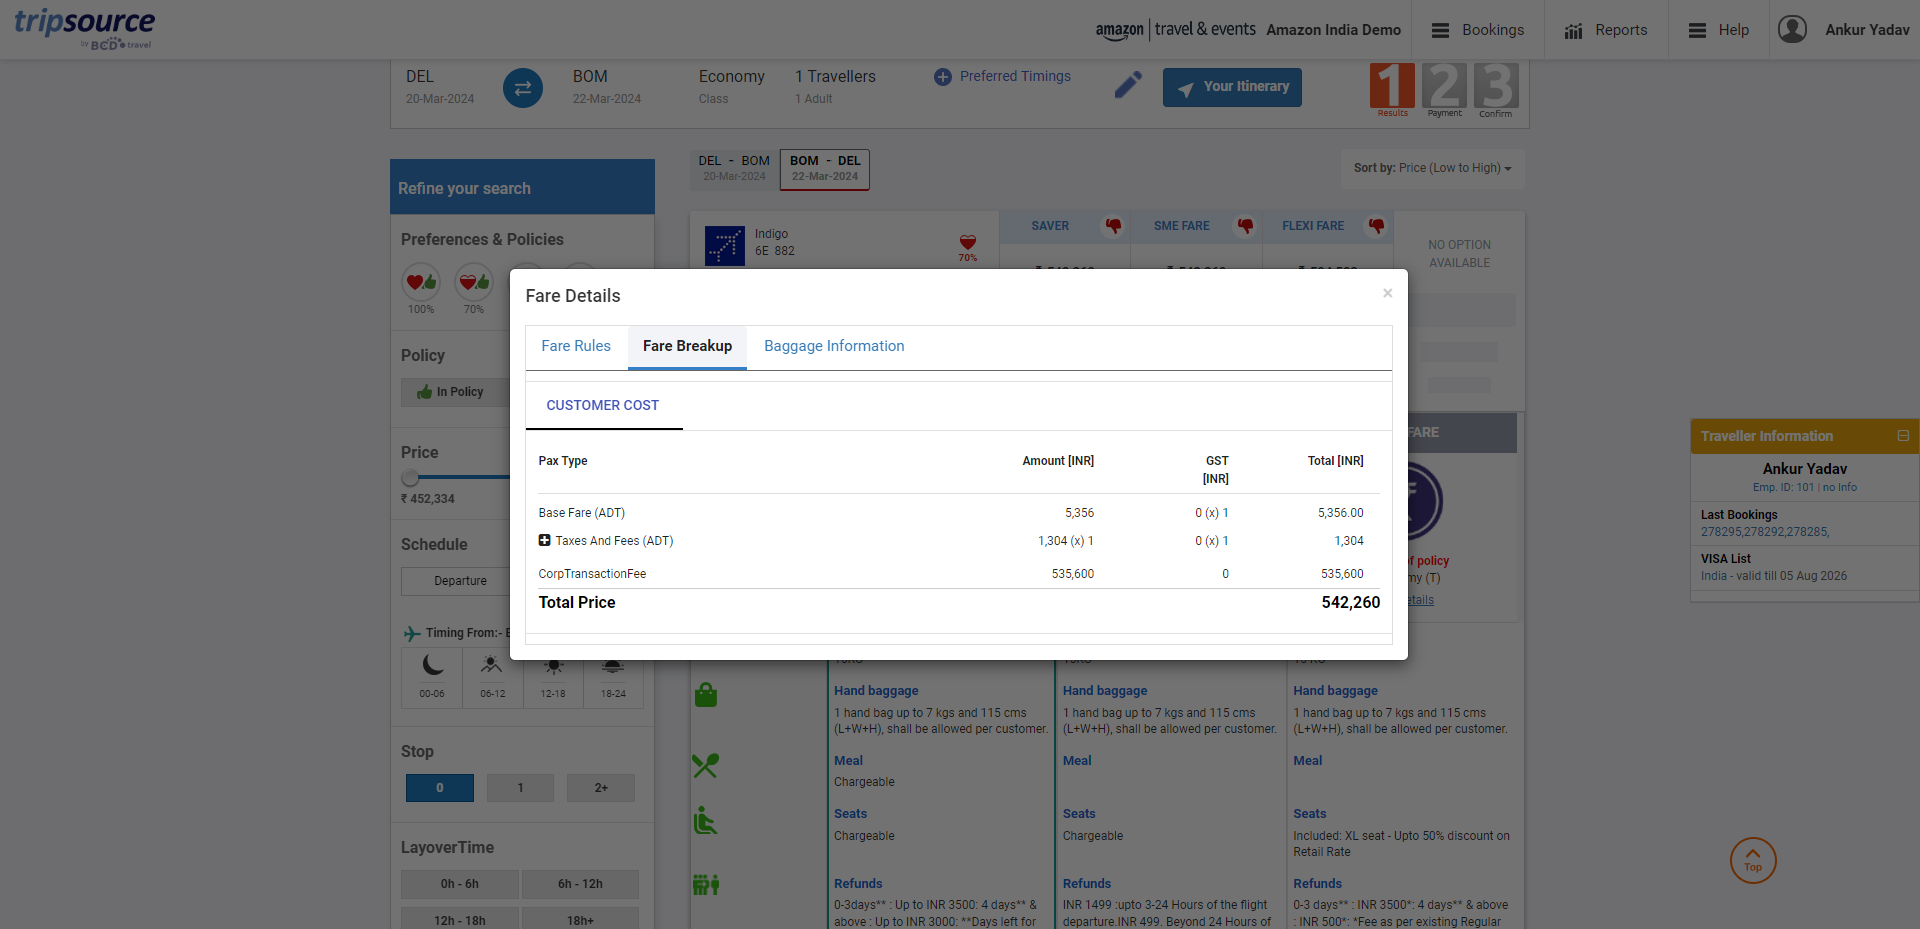 tripsource
by BCD travel
amazon | travel & events Amazon India Demo
Bookings
Reports
Help
Ankur Yadav
DEL
20-Mar-2024
BOM
22-Mar-2024
Economy
Class
1 Travellers
1 Adult
Preferred Timings
Your Itinerary
1 2 3
Results Payment Confirm
DEL - BOM
20-Mar-2024
BOM - DEL
22-Mar-2024
Sort by: Price (Low to High)
Refine your search
Preferences & Policies
100% 70%
Policy
In Policy
Price
₹ 452,334
Schedule
Departure
Timing From:-
00-06 06-12 12-18 18-24
Stop
0 1 2+
LayoverTime
0h - 6h 6h - 12h
12h - 18h 18h+
Indigo
6E 882
70%
SAVER SME FARE FLEXI FARE
NO OPTION
AVAILABLE
Fare Details
×
Fare Rules Fare Breakup Baggage Information
CUSTOMER COST
Pax Type Amount [INR] GST [INR] Total [INR]
Base Fare (ADT) 5,356 0 (x) 1 5,356.00
Taxes And Fees (ADT) 1,304 (x) 1 0 (x) 1 1,304
CorpTransactionFee 535,600 0 535,600
Total Price 542,260
FARE
policy
(T)
Hand baggage
1 hand bag up to 7 kgs and 115 cms
(L+W+H), shall be allowed per customer.
Meal
Chargeable
Seats
Chargeable
Refunds
0-3days** : Up to INR 3500: 4 days** &
above : Up to INR 3000: **Days left for
Hand baggage
1 hand bag up to 7 kgs and 115 cms
(L+W+H), shall be allowed per customer.
Meal
Seats
Chargeable
Refunds
INR 1499 :upto 3-24 Hours of the flight
departure.INR 499. Beyond 24 Hours of
Hand baggage
1 hand bag up to 7 kgs and 115 cms
(L+W+H), shall be allowed per customer.
Meal
Seats
Included: XL seat - Upto 50% discount on
Retail Rate
Refunds
0-3 days** : INR 3500*: 4 days** & above
: INR 500*: *Fee as per existing Regular
Traveller Information
Ankur Yadav
Emp. ID: 101 | no Info
Last Bookings
278295,278292,278285,
VISA List
India - valid till 05 Aug 2026
Top